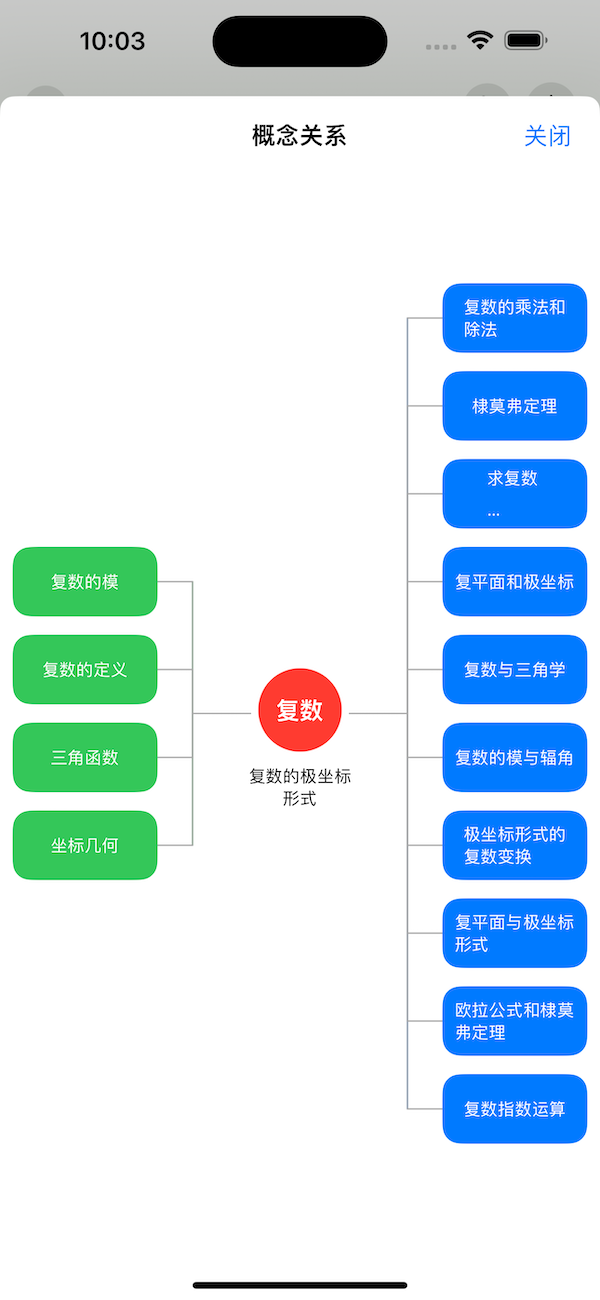 10:03
概念关系
关闭
复数的模
复数的定义
三角函数
坐标几何
复数
复数的极坐标
形式
复数的乘法和
除法
棣莫弗定理
求复数
...
复平面和极坐标
复数与三角学
复数的模与辐角
极坐标形式的
复数变换
复平面与极坐标
形式
欧拉公式和棣莫
弗定理
复数指数运算